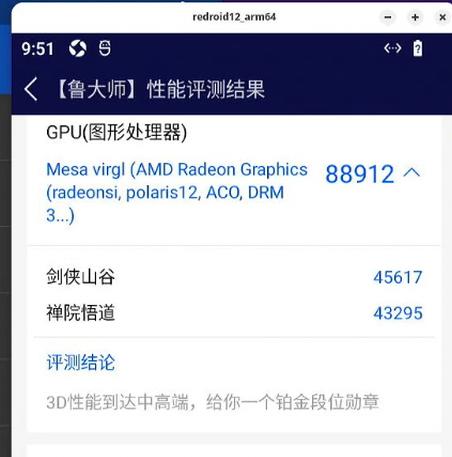 redroid12_arm64
9:51
【鲁大师】性能评测结果
GPU(图形处理器)
Mesa virgl (AMD Radeon Graphics
(radeonsi, polaris12, ACO, DRM
3...)
88912
剑侠山谷 45617
禅院悟道 43295
评测结论
3D性能到达中高端，给你一个铂金段位勋章